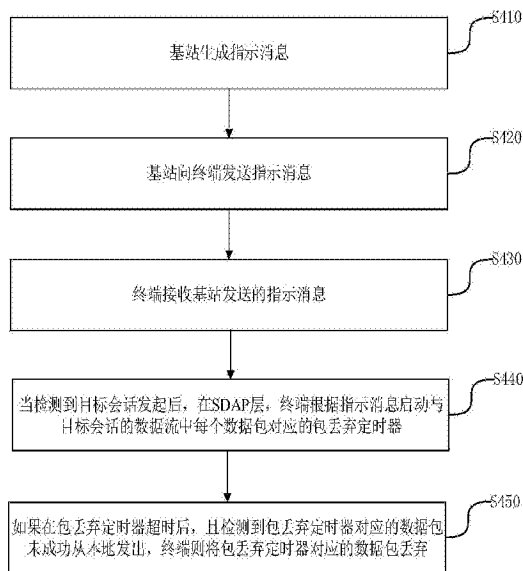 S410
基站生成指示消息
S420
基站向终端发送指示消息
S430
终端接收基站发送的指示消息
S440
当检测到目标会话发起后，在SDAP层，终端根据指示消息启动与
目标会话的数据流中每个数据包对应的包丢弃定时器
S450
如果在包丢弃定时器超时后，且检测到包丢弃定时器对应的数据包
未成功从本地发出，终端则将包丢弃定时器对应的数据包丢弃